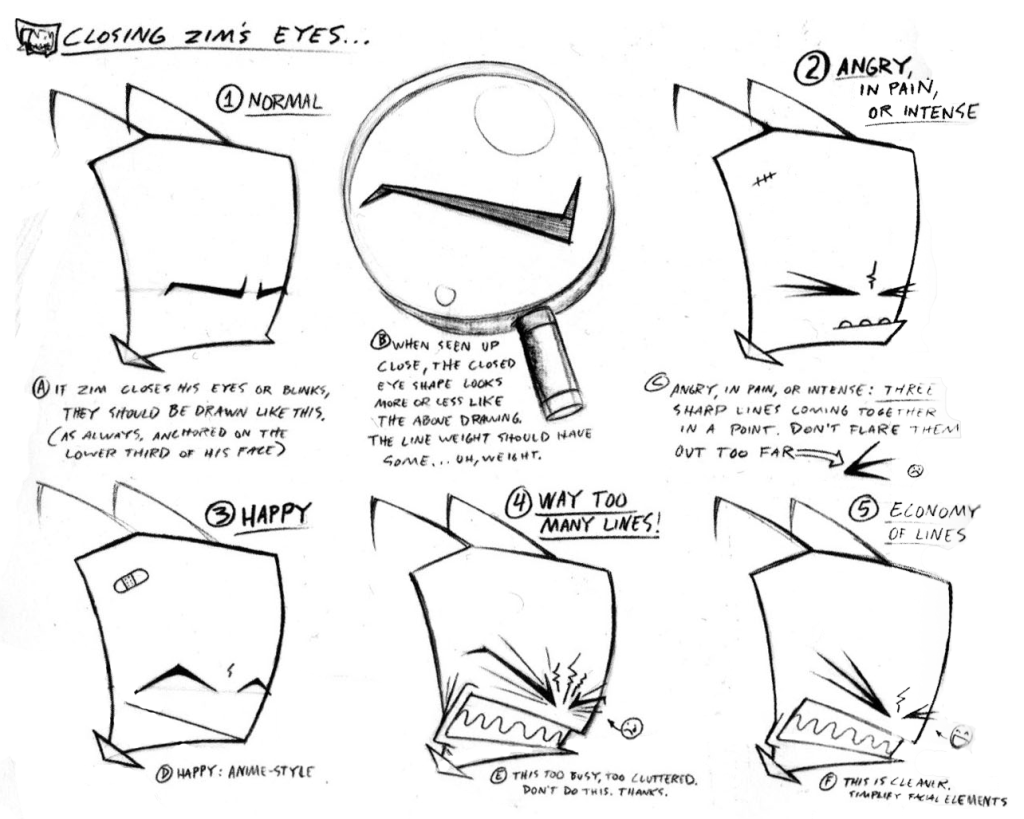 CLOSING ZIM'S EYES...
① NORMAL
② ANGRY,
IN PAIN,
OR INTENSE
Ⓐ IF ZIM CLOSES HIS EYES OR BLINKS,
THEY SHOULD BE DRAWN LIKE THIS.
(AS ALWAYS, ANCHORED ON THE
LOWER THIRD OF HIS FACE)
Ⓑ WHEN SEEN UP
CLOSE, THE CLOSED
EYE SHAPE LOOKS
MORE OR LESS LIKE
THE ABOVE DRAWING.
THE LINE WEIGHT SHOULD HAVE
SOME... UH, WEIGHT.
Ⓒ ANGRY, IN PAIN, OR INTENSE: THREE
SHARP LINES COMING TOGETHER
IN A POINT. DON'T FLARE THEM
OUT TOO FAR
③ HAPPY
④ WAY TOO
MANY LINES!
⑤ ECONOMY
OF LINES
Ⓓ HAPPY: ANIME-STYLE
Ⓔ THIS TOO BUSY, TOO CLUTTERED.
DON'T DO THIS. THANKS.
Ⓕ THIS IS CLEANER.
SIMPLIFY FACIAL ELEMENTS